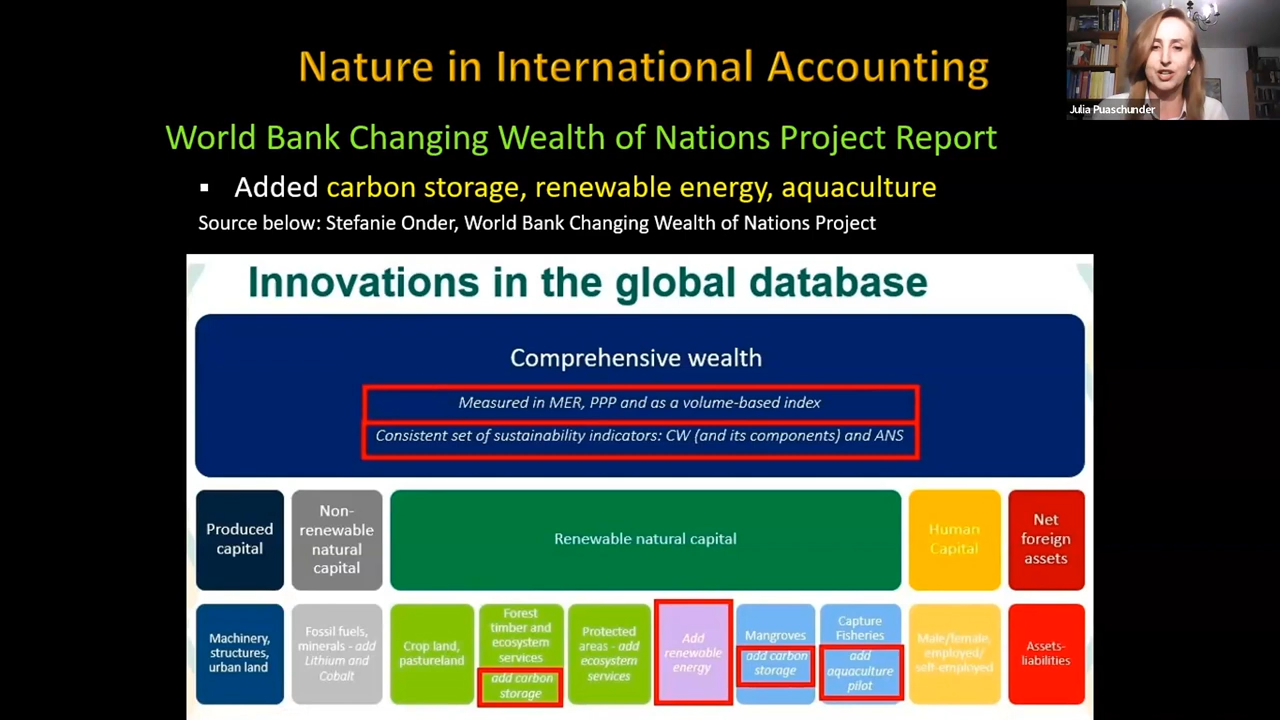 Nature in International Accounting
Julia Puaschunder
World Bank Changing Wealth of Nations Project Report
▪ Added carbon storage, renewable energy, aquaculture
Source below: Stefanie Onder, World Bank Changing Wealth of Nations Project
Innovations in the global database
Comprehensive wealth
Measured in MER, PPP and as a volume-based index
Consistent set of sustainability indicators: CW (and its components) and ANS
Produced
capital
Non-
renewable
natural
capital
Renewable natural capital
Human
Capital
Net
foreign
assets
Machinery,
structures,
urban land
Fossil fuels,
minerals - add
Lithium and
Cobalt
Crop land,
pastureland
Forest
timber and
ecosystem
services
add carbon
storage
Protected
areas - add
ecosystem
services
Add
renewable
energy
Mangroves
add carbon
storage
Capture
Fisheries
add
aquaculture
pilot
Male/female,
employed/
self-employed
Assets-
liabilities